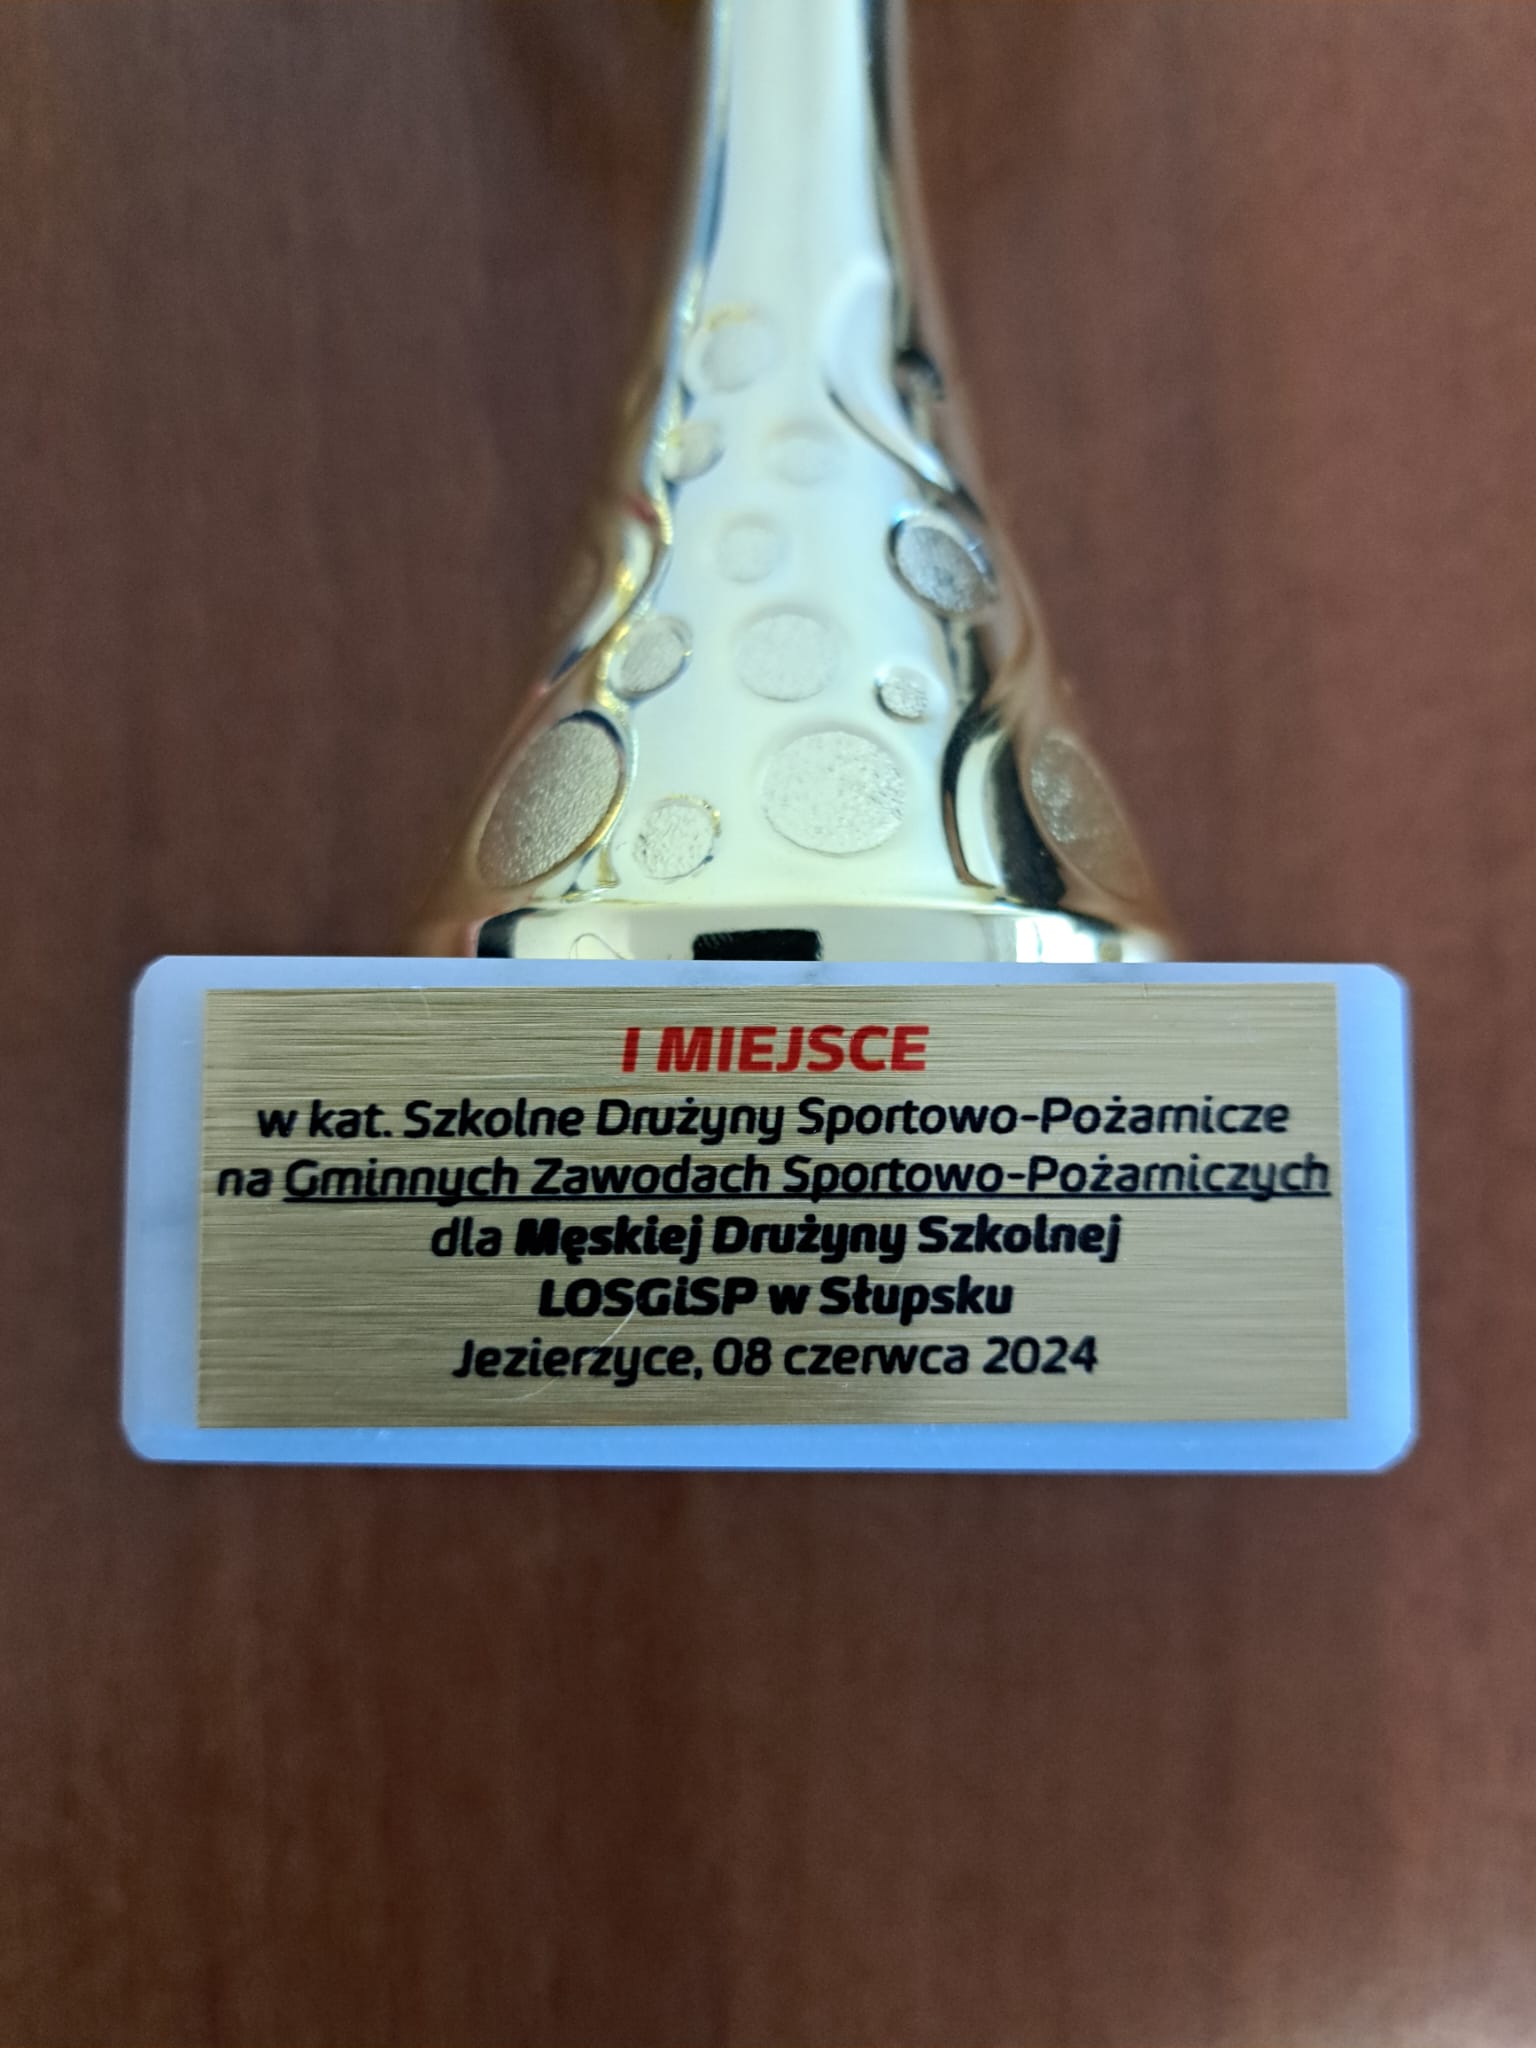 I MIEJSCE
w kat. Szkolne Drużyny Sportowo-Pożarnicze
na Gminnych Zawodach Sportowo-Pożarniczych
dla Męskiej Drużyny Szkolnej
LOSGiSP w Słupsku
Jezierzyce, 08 czerwca 2024